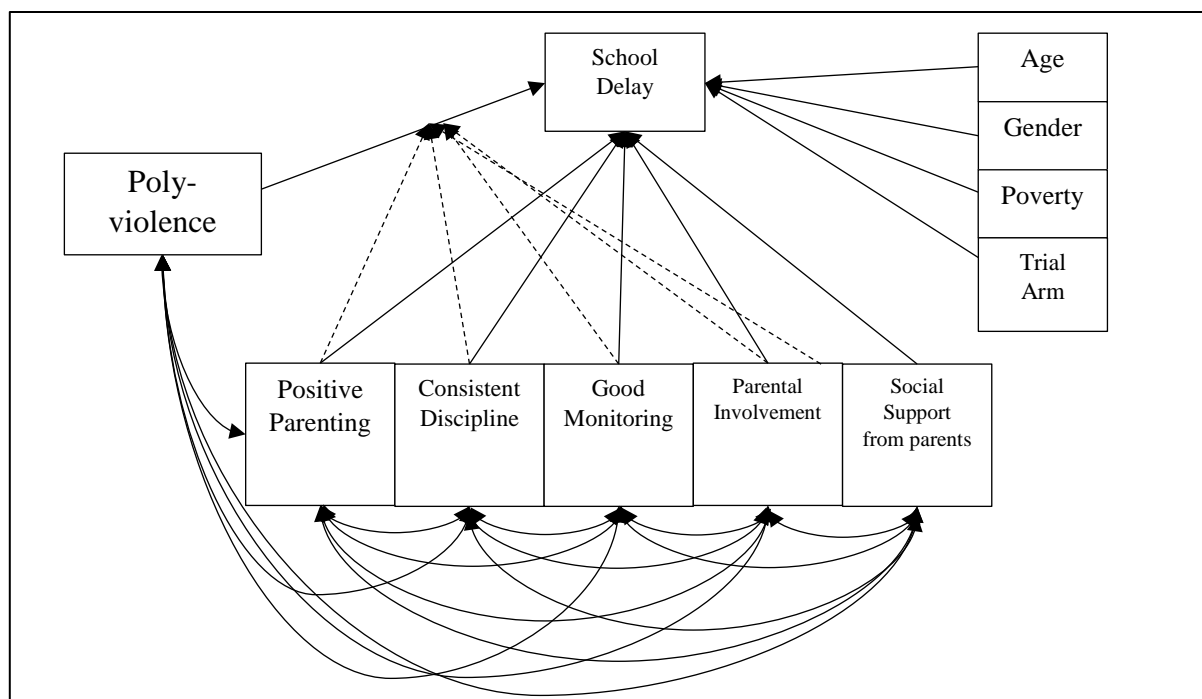 School
Delay
Age
Gender
Poverty
Trial
Arm
Poly-
violence
Positive
Parenting
Consistent
Discipline
Good
Monitoring
Parental
Involvement
Social
Support
from parents